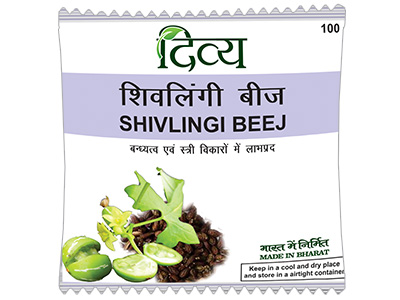 100
दिव्य
शिवलिंगी बीज
SHIVLINGI BEEJ
बन्ध्यत्व एवं स्त्री विकारों में लाभप्रद
भारत में निर्मित
MADE IN BHARAT
Keep in a cool and dry place
and store in a airtight container